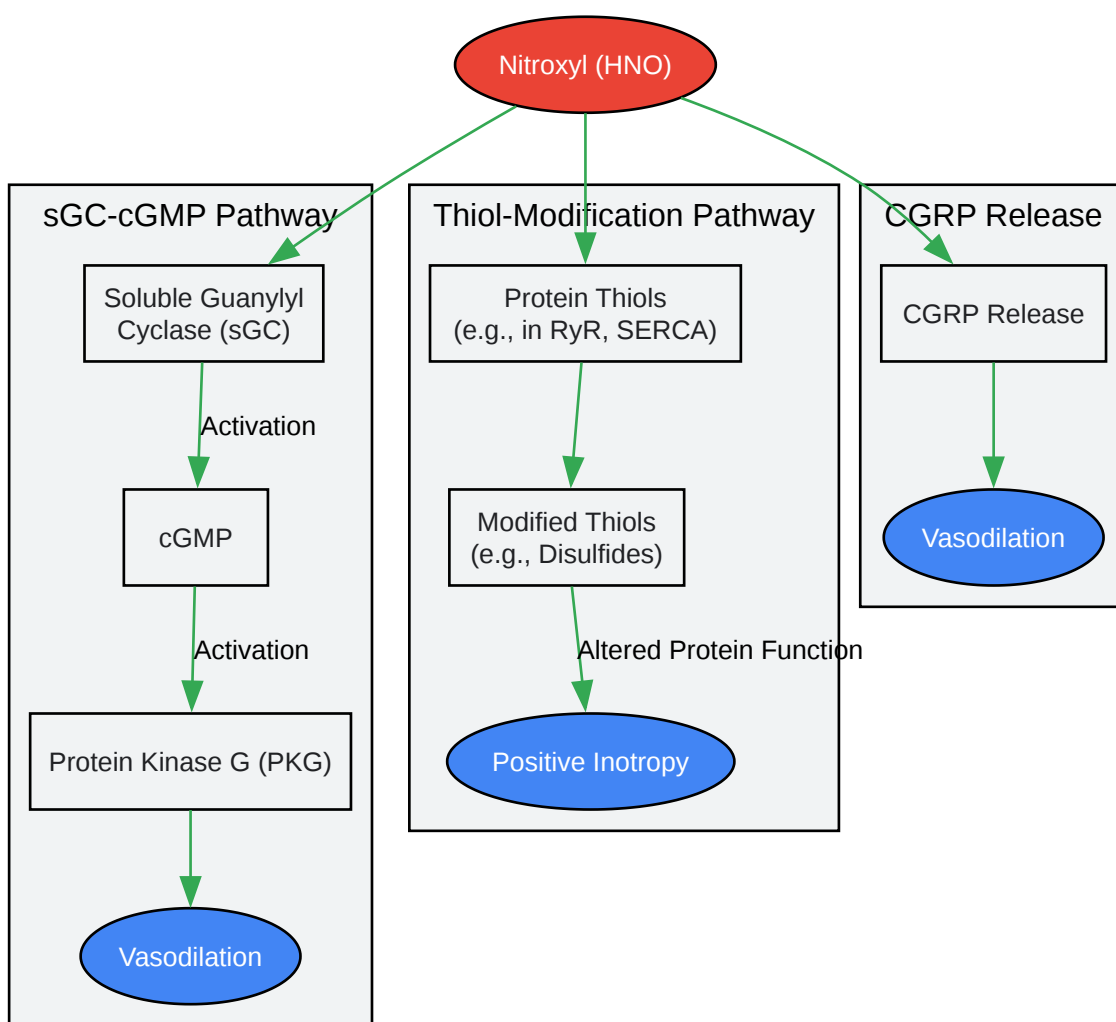 Nitroxyl (HNO)
sGC-cGMP Pathway
Soluble Guanylyl
Cyclase (sGC)
Activation
cGMP
Activation
Protein Kinase G (PKG)
Vasodilation
Thiol-Modification Pathway
Protein Thiols
(e.g., in RyR, SERCA)
Modified Thiols
(e.g., Disulfides)
Altered Protein Function
Positive Inotropy
CGRP Release
CGRP Release
Vasodilation